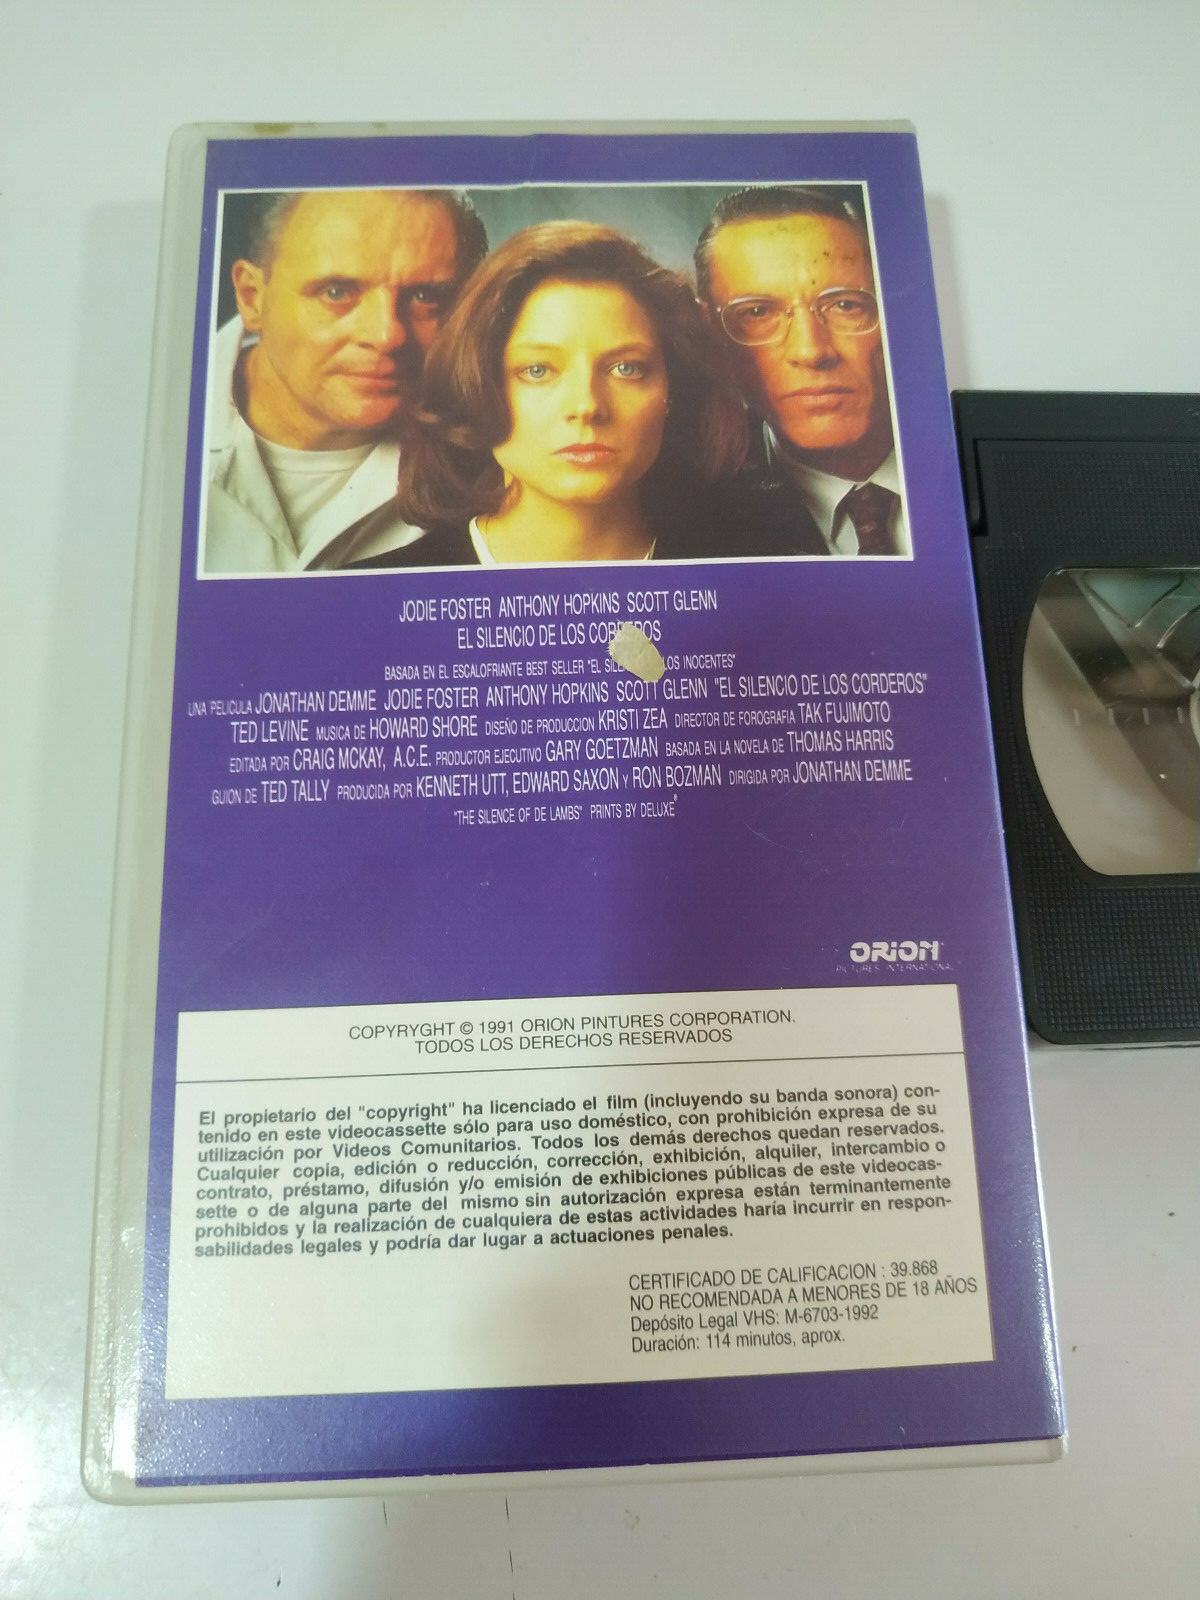 JODIE FOSTER ANTHONY HOPKINS SCOTT GLENN
EL SILENCIO DE LOS CORDEROS
BASADA EN EL ESCALOFRIANTE BEST SELLER "EL LOS INOCENTES"
UNA PELICULA JONATHAN DEMME JODIE FOSTER ANTHONY HOPKINS SCOTT GLENN "EL SILENCIO DE LOS CORDEROS"
TED LEVINE MUSICA DE HOWARD SHORE DISEÑO DE PRODUCCION KRISTI ZEA DIRECTOR DE FOROGRAFIA TAK FUJIMOTO
EDITADA POR CRAIG MCKAY, A.C.E. PRODUCTOR EJECUTIVO GARY GOETZMAN BASADA EN LA NOVELA DE THOMAS HARRIS
GUION DE TED TALLY PRODUCIDA POR KENNETH UTT, EDWARD SAXON Y RON BOZMAN DIRIGIDA POR JONATHAN DEMME
"THE SILENCE OF DE LAMBS" PRINTS BY DELUXE"
ORION
PICTURES INTERNATIONAL
COPYRYGHT © 1991 ORION PINTURES CORPORATION.
TODOS LOS DERECHOS RESERVADOS
El propietario del "copyright" ha licenciado el film (incluyendo su banda sonora) con-
tenido en este videocassette sólo para uso doméstico, con prohibición expresa de su
utilización por Videos Comunitarios. Todos los demás derechos quedan reservados.
Cualquier copia, edición o reducción, corrección, exhibición, alquiler, intercambio o
contrato, préstamo, difusión y/o emisión de exhibiciones públicas de este videocas-
sette o de alguna parte del mismo sin autorización expresa están terminantemente
prohibidos y la realización de cualquiera de estas actividades haría incurrir en respon-
sabilidades legales y podría dar lugar a actuaciones penales.
CERTIFICADO DE CALIFICACION : 39.868
NO RECOMENDADA A MENORES DE 18 AÑOS
Depósito Legal VHS: M-6703-1992
Duración: 114 minutos, aprox.